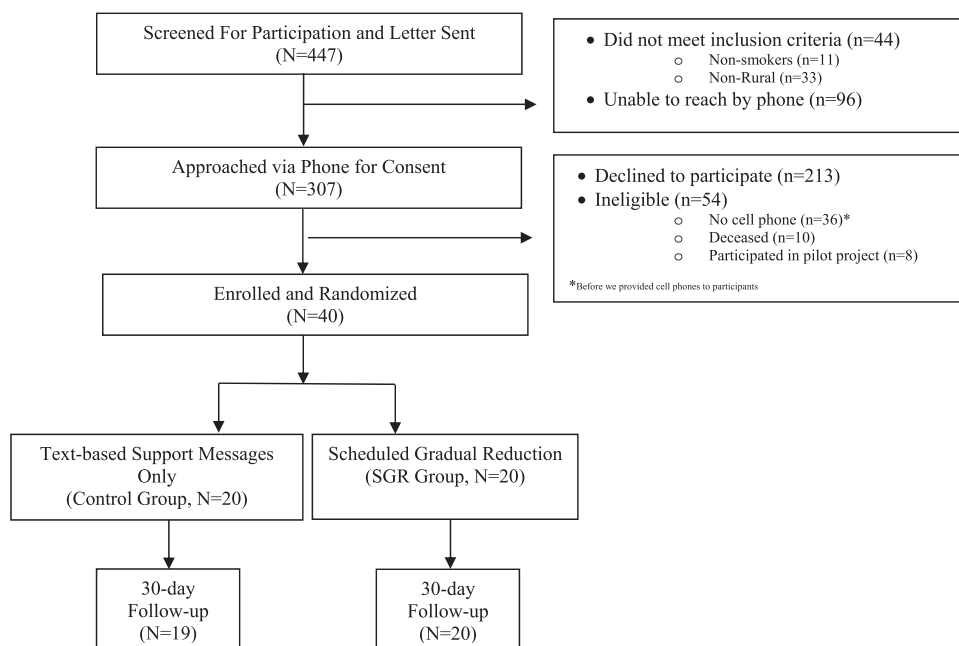 Screened For Participation and Letter Sent
(N=447)
• Did not meet inclusion criteria (n=44)
o Non-smokers (n=11)
o Non-Rural (n=33)
• Unable to reach by phone (n=96)
Approached via Phone for Consent
(N=307)
• Declined to participate (n=213)
• Ineligible (n=54)
o No cell phone (n=36)*
o Deceased (n=10)
o Participated in pilot project (n=8)
*Before we provided cell phones to participants
Enrolled and Randomized
(N=40)
Text-based Support Messages
Only
(Control Group, N=20)
Scheduled Gradual Reduction
(SGR Group, N=20)
30-day
Follow-up
(N=19)
30-day
Follow-up
(N=20)